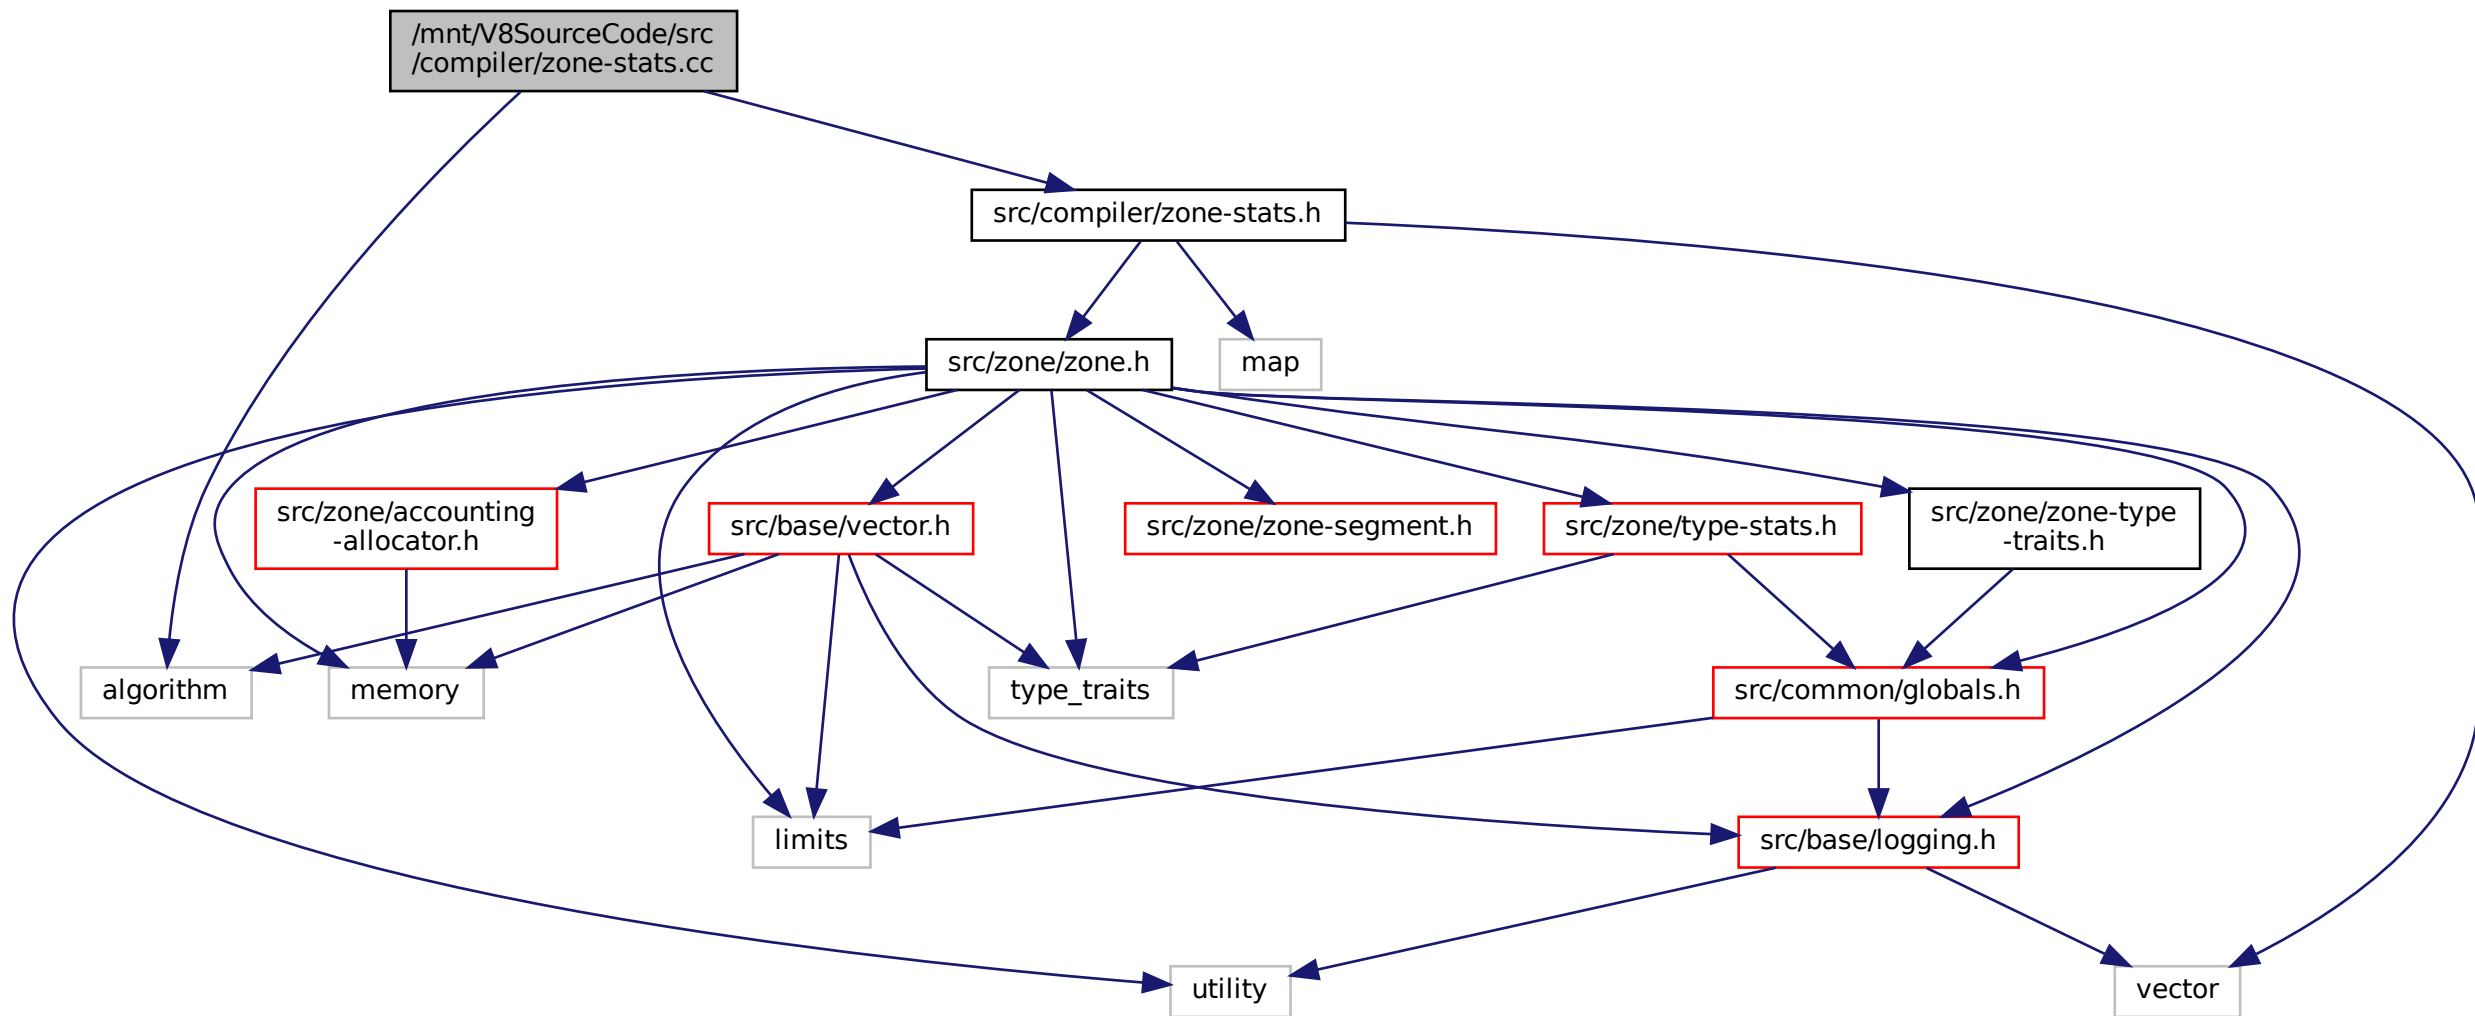 /mnt/V8SourceCode/src
/compiler/zone-stats.cc
src/compiler/zone-stats.h
src/zone/zone.h
map
src/zone/accounting
-allocator.h
src/base/vector.h
src/zone/zone-segment.h
src/zone/type-stats.h
src/zone/zone-type
-traits.h
algorithm
memory
type_traits
src/common/globals.h
limits
src/base/logging.h
utility
vector